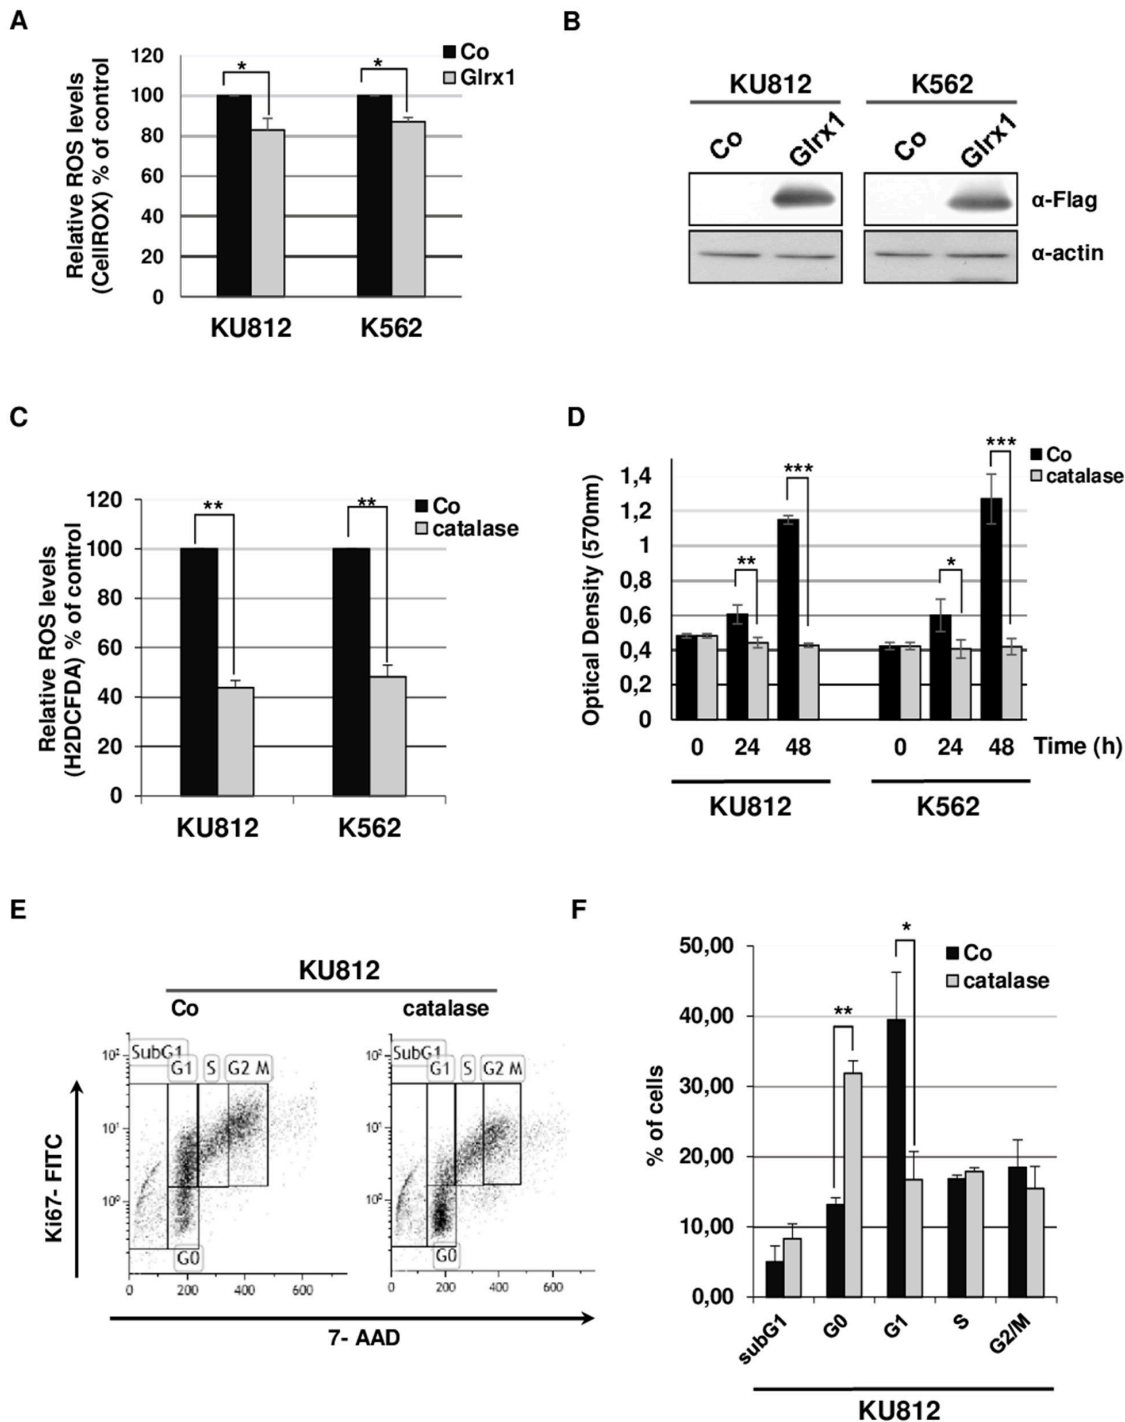 A
120
100
80
60
40
20
0
Relative ROS levels
(CellROX) % of control
*
*
Co
Glrx1
KU812
K562
B
KU812
K562
Co
Glrx1
Co
Glrx1
α-Flag
α-actin
C
120
100
80
60
40
20
0
Relative ROS levels
(H2DCFDA) % of control
**
**
Co
catalase
KU812
K562
D
1,4
1,2
1
0,8
0,6
0,4
0,2
0
Optical Density (570nm)
**
***
*
***
Co
catalase
0 24 48 0 24 48 Time (h)
KU812
K562
E
KU812
Co
catalase
Ki67- FITC
10²
10¹
10⁰
SubG1
G1
S
G2 M
G0
0 200 400 600
10²
10¹
10⁰
SubG1
G1
S
G2 M
G0
0 200 400 600
7- AAD
F
50,00
40,00
30,00
20,00
10,00
0,00
% of cells
**
*
Co
catalase
subG1
G0
G1
S
G2/M
KU812